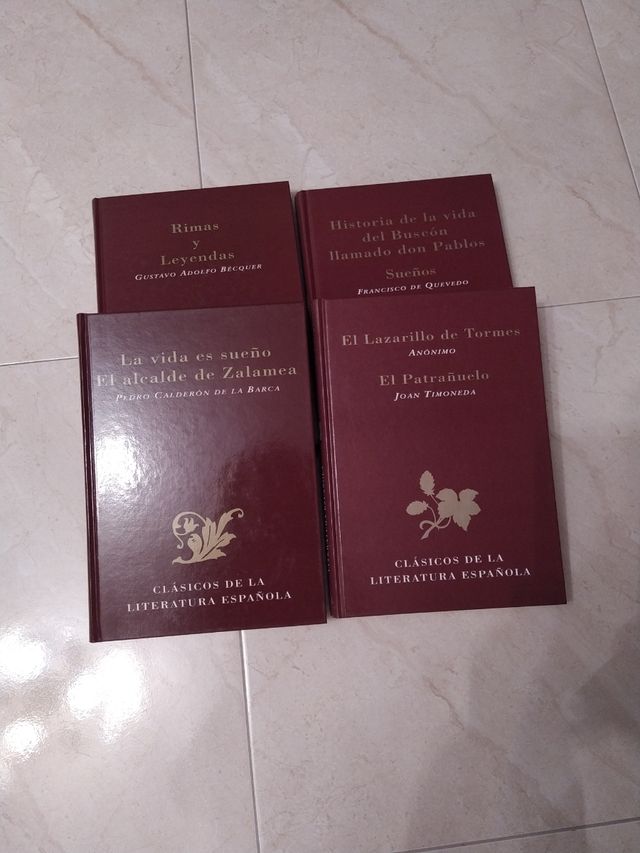 Rimas
y
Leyendas
Gustavo Adolfo Bécquer
Historia de la vida
del Buscón
llamado don Pablos
Sueños
Francisco de Quevedo
La vida es sueño
El alcalde de Zalamea
Pedro Calderón de la Barca
CLÁSICOS DE LA
LITERATURA ESPAÑOLA
El Lazarillo de Tormes
Anónimo
El Patrañuelo
Joan Timoneda
CLÁSICOS DE LA
LITERATURA ESPAÑOLA